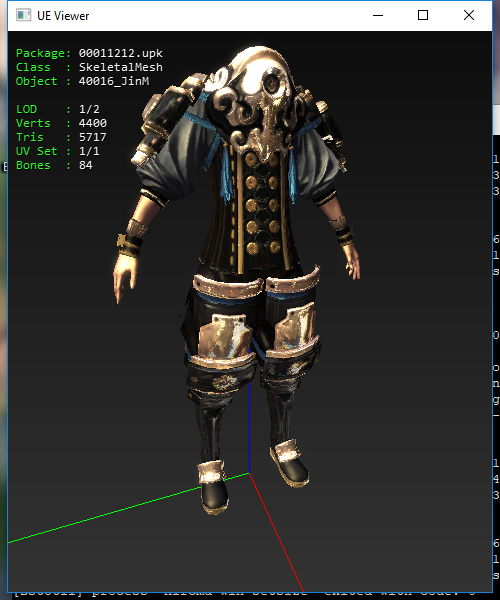 UE Viewer
Package: 00011212.upk
Class : SkeletalMesh
Object : 40016_JinM
LOD : 1/2
Verts : 4400
Tris : 5717
UV Set : 1/1
Bones : 84